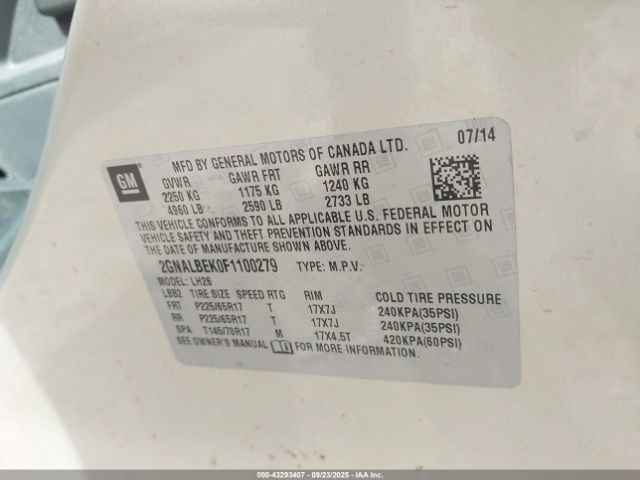 GM
MFD BY GENERAL MOTORS OF CANADA LTD. 07/14
GVWR GAWR FRT GAWR RR
2250 KG 1175 KG 1240 KG
4960 LB 2590 LB 2733 LB
THIS VEHICLE CONFORMS TO ALL APPLICABLE U.S. FEDERAL MOTOR
VEHICLE SAFETY AND THEFT PREVENTION STANDARDS IN EFFECT ON
THE DATE OF MANUFACTURE SHOWN ABOVE.
2GNALBEK0F1100279 TYPE: M.P.V.
MODEL: LH26
LBB2 TIRE SIZE SPEED RTG RIM COLD TIRE PRESSURE
FRT P225/65R17 T 17X7J 240KPA(35PSI)
RR P225/65R17 T 17X7J 240KPA(35PSI)
SPA T145/70R17 M 17X4.5T 420KPA(60PSI)
SEE OWNER'S MANUAL FOR MORE INFORMATION.
000-43293407 - 09/23/2025 - IAAI.com